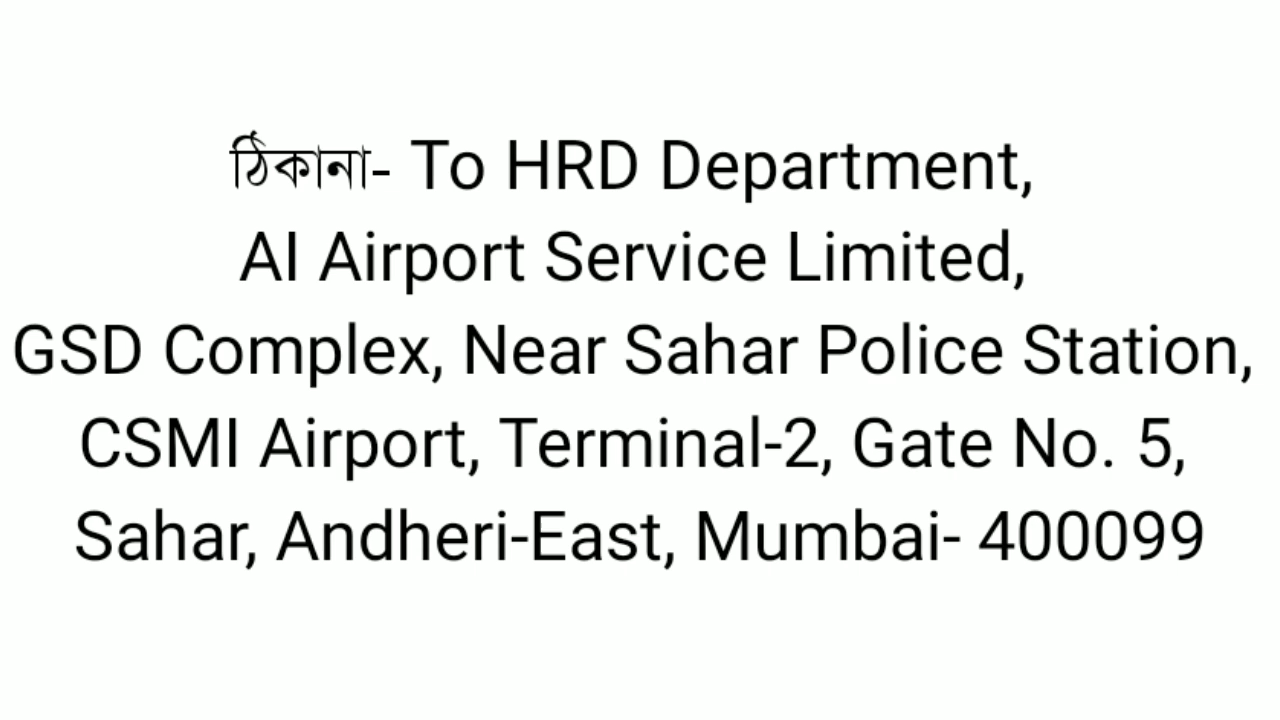 ঠিকানা- To HRD Department,
AI Airport Service Limited,
GSD Complex, Near Sahar Police Station,
CSMI Airport, Terminal-2, Gate No. 5,
Sahar, Andheri-East, Mumbai- 400099